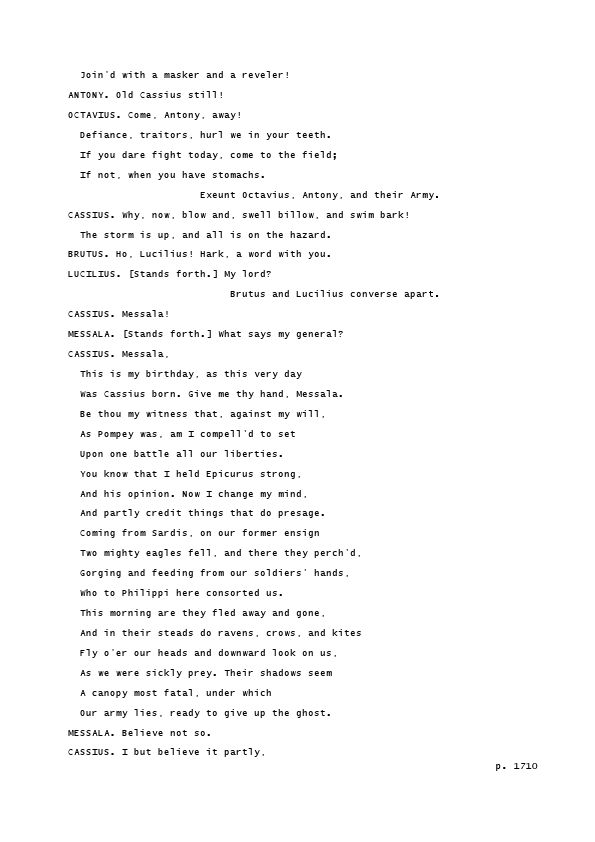 Join'd with a masker and a reveler!
ANTONY. Old Cassius still!
OCTAVIUS. Come, Antony, away!
Defiance, traitors, hurl we in your teeth.
If you dare fight today, come to the field;
If not, when you have stomachs.
Exeunt Octavius, Antony, and their Army.
CASSIUS. Why, now, blow and, swell billow, and swim bark!
The storm is up, and all is on the hazard.
BRUTUS. Ho, Lucilius! Hark, a word with you.
LUCILIUS. [Stands forth.] My lord?
Brutus and Lucilius converse apart.
CASSIUS. Messala!
MESSALA. [Stands forth.] What says my general?
CASSIUS. Messala,
This is my birthday, as this very day
Was Cassius born. Give me thy hand, Messala.
Be thou my witness that, against my will,
As Pompey was, am I compell'd to set
Upon one battle all our liberties.
You know that I held Epicurus strong,
And his opinion. Now I change my mind,
And partly credit things that do presage.
Coming from Sardis, on our former ensign
Two mighty eagles fell, and there they perch'd,
Gorging and feeding from our soldiers' hands,
Who to Philippi here consorted us.
This morning are they fled away and gone,
And in their steads do ravens, crows, and kites
Fly o'er our heads and downward look on us,
As we were sickly prey. Their shadows seem
A canopy most fatal, under which
Our army lies, ready to give up the ghost.
MESSALA. Believe not so.
CASSIUS. I but believe it partly,
p. 1710